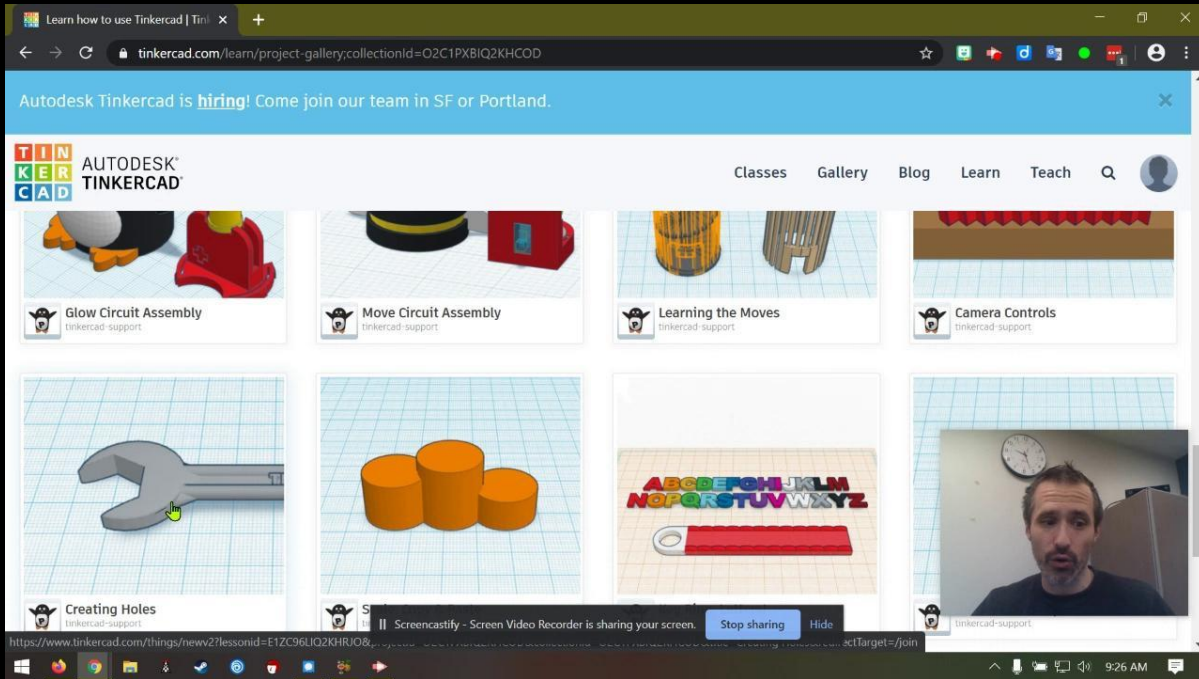 Learn how to use Tinkercad | Tin
tinkercad.com/learn/project-gallery;collectionId=O2C1PXBIQ2KHCOD
1
Autodesk Tinkercad is hiring! Come join our team in SF or Portland.
TIN
KER
CAD
AUTODESK®
TINKERCAD®
Classes Gallery Blog Learn Teach
Glow Circuit Assembly
tinkercad-support
Move Circuit Assembly
tinkercad-support
Learning the Moves
tinkercad-support
Camera Controls
tinkercad-support
ABCDEFGHIJKLM
NOPQRSTUVWXYZ
Creating Holes
tinkercad-support
tinkercad-support
Screencastify - Screen Video Recorder is sharing your screen.
Stop sharing
Hide
https://www.tinkercad.com/things/newv2?lessonid=E1ZC96LIQ2KHRJO&
ectTarget=/join
9:26 AM